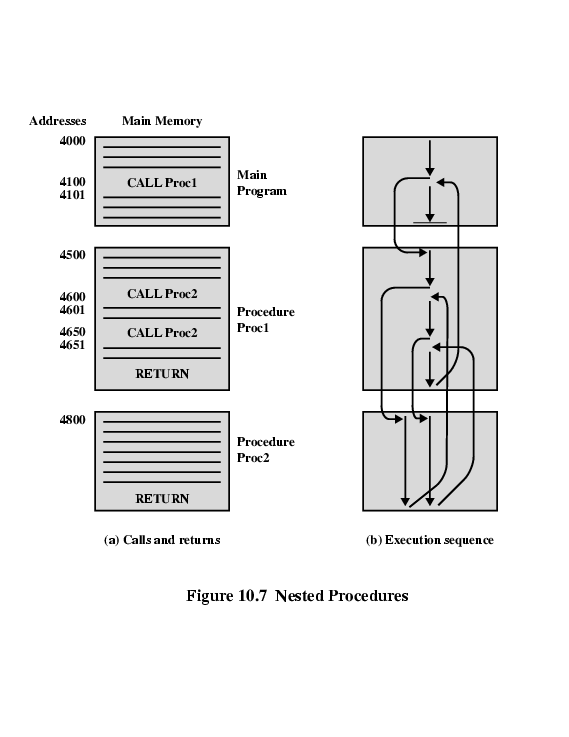 Addresses Main Memory
4000
4100 CALL Proc1
4101
Main
Program
4500
4600 CALL Proc2
4601
4650 CALL Proc2
4651
RETURN
Procedure
Proc1
4800
RETURN
Procedure
Proc2
(a) Calls and returns
(b) Execution sequence
Figure 10.7 Nested Procedures